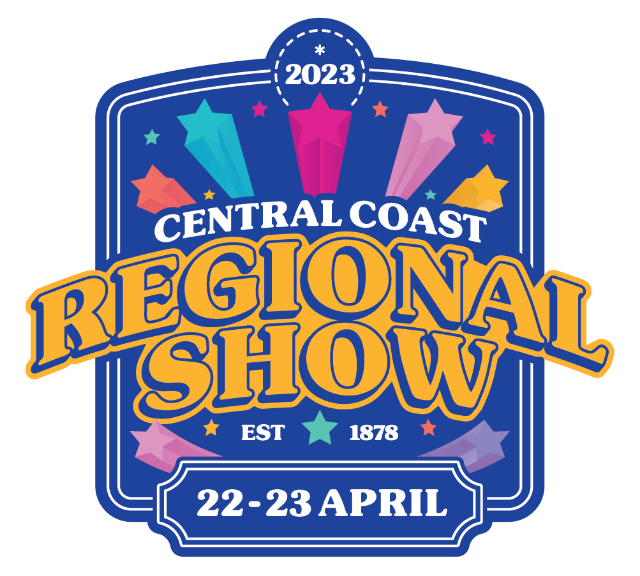 *
2023
CENTRAL COAST
REGIONAL
SHOW
EST 1878
22-23 APRIL